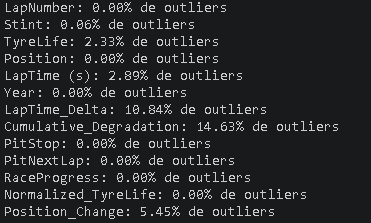 LapNumber: 0.00% de outliers
Stint: 0.06% de outliers
TyreLife: 2.33% de outliers
Position: 0.00% de outliers
LapTime (s): 2.89% de outliers
Year: 0.00% de outliers
LapTime_Delta: 10.84% de outliers
Cumulative_Degradation: 14.63% de outliers
PitStop: 0.00% de outliers
PitNextLap: 0.00% de outliers
RaceProgress: 0.00% de outliers
Normalized_TyreLife: 0.00% de outliers
Position_Change: 5.45% de outliers